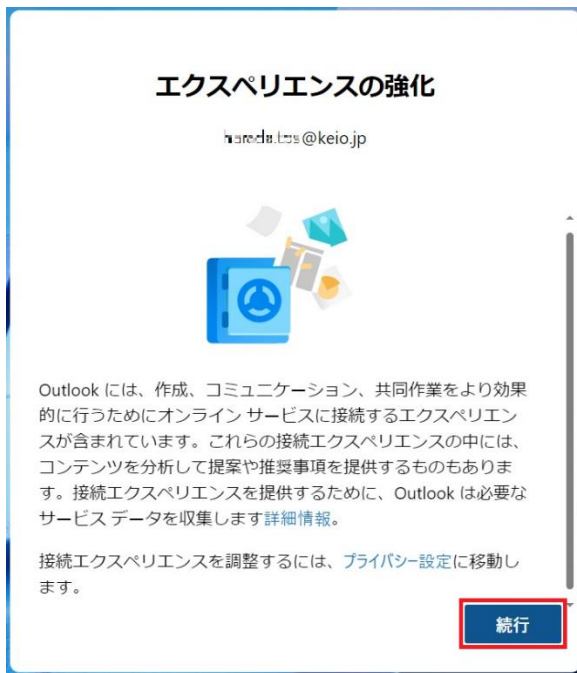 エクスペリエンスの強化
@keio.jp
Outlook には、作成、コミュニケーション、共同作業をより効果
的に行うためにオンライン サービスに接続するエクスペリエン
スが含まれています。これらの接続エクスペリエンスの中には、
コンテンツを分析して提案や推奨事項を提供するものもありま
す。接続エクスペリエンスを提供するために、Outlook は必要な
サービス データを収集します詳細情報。
接続エクスペリエンスを調整するには、プライバシー設定に移動し
ます。
続行